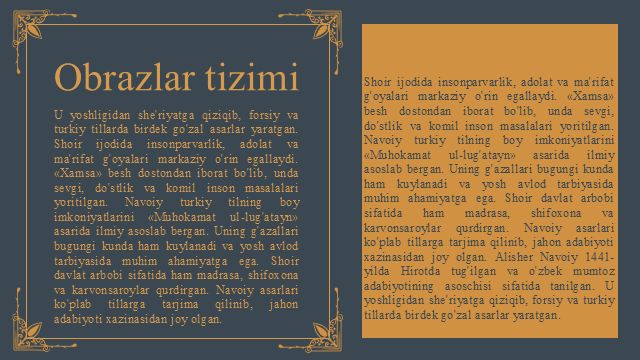 Obrazlar tizimi
U yoshligidan she'riyatga qiziqib, forsiy va
turkiy tillarda birdek go'zal asarlar yaratgan.
Shoir ijodida insonparvarlik, adolat va
ma'rifat g'oyalari markaziy o'rin egallaydi.
«Xamsa» besh dostondan iborat bo'lib, unda
sevgi, do'stlik va komil inson masalalari
yoritilgan. Navoiy turkiy tilning boy
imkoniyatlarini «Muhokamat ul-lug'atayn»
asarida ilmiy asoslab bergan. Uning g'azallari
bugungi kunda ham kuylanadi va yosh avlod
tarbiyasida muhim ahamiyatga ega. Shoir
davlat arbobi sifatida ham madrasa, shifoxona
va karvonsaroylar qurdirgan. Navoiy asarlari
ko'plab tillarga tarjima qilinib, jahon
adabiyoti xazinasidan joy olgan.
Shoir ijodida insonparvarlik, adolat va ma'rifat
g'oyalari markaziy o'rin egallaydi. «Xamsa»
besh dostondan iborat bo'lib, unda sevgi,
do'stlik va komil inson masalalari yoritilgan.
Navoiy turkiy tilning boy imkoniyatlarini
«Muhokamat ul-lug'atayn» asarida ilmiy
asoslab bergan. Uning g'azallari bugungi kunda
ham kuylanadi va yosh avlod tarbiyasida
muhim ahamiyatga ega. Shoir davlat arbobi
sifatida ham madrasa, shifoxona va
karvonsaroylar qurdirgan. Navoiy asarlari
ko'plab tillarga tarjima qilinib, jahon adabiyoti
xazinasidan joy olgan. Alisher Navoiy 1441-
yilda Hirotda tug'ilgan va o'zbek mumtoz
adabiyotining asoschisi sifatida tanilgan. U
yoshligidan she'riyatga qiziqib, forsiy va turkiy
tillarda birdek go'zal asarlar yaratgan.